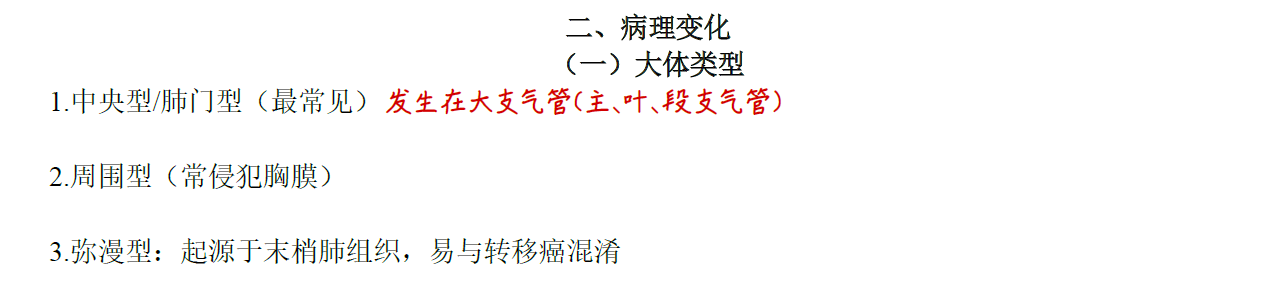 二、病理变化
（一）大体类型
1.中央型/肺门型（最常见）发生在大支气管(主、叶、段支气管)
2.周围型（常侵犯胸膜）
3.弥漫型：起源于末梢肺组织，易与转移癌混淆